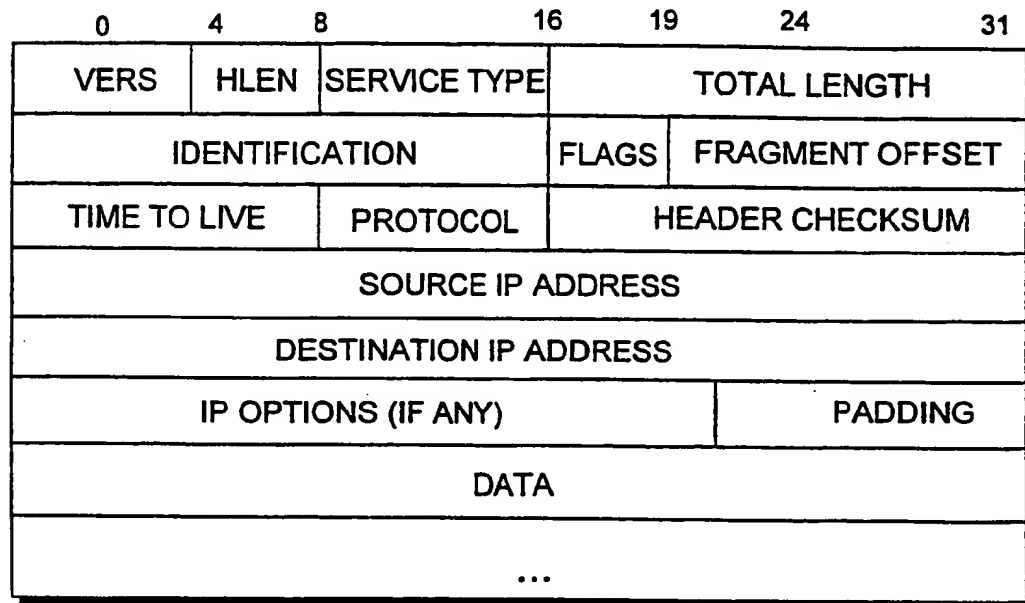 0 4 8 16 19 24 31
VERS HLEN SERVICE TYPE TOTAL LENGTH
IDENTIFICATION FLAGS FRAGMENT OFFSET
TIME TO LIVE PROTOCOL HEADER CHECKSUM
SOURCE IP ADDRESS
DESTINATION IP ADDRESS
IP OPTIONS (IF ANY) PADDING
DATA
...